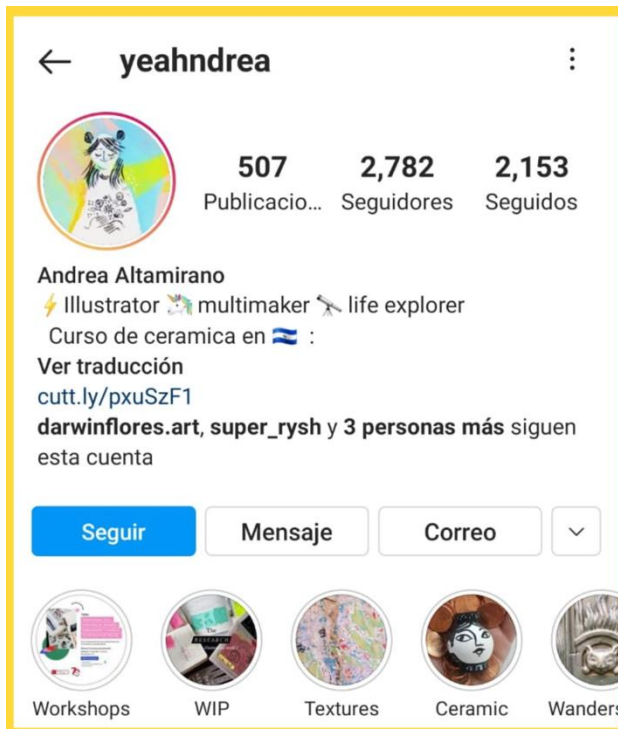 yeahndrea
507 2,782 2,153
Publicacio... Seguidores Seguidos
Andrea Altamirano
⚡Illustrator 🦄 multimaker 🔭 life explorer
Curso de ceramica en 🇸🇻 :
Ver traducción
cutt.ly/pxuSzF1
darwinflores.art, super_rysh y 3 personas más siguen
esta cuenta
Seguir Mensaje Correo
RESEARCH
Workshops WIP Textures Ceramic Wanders